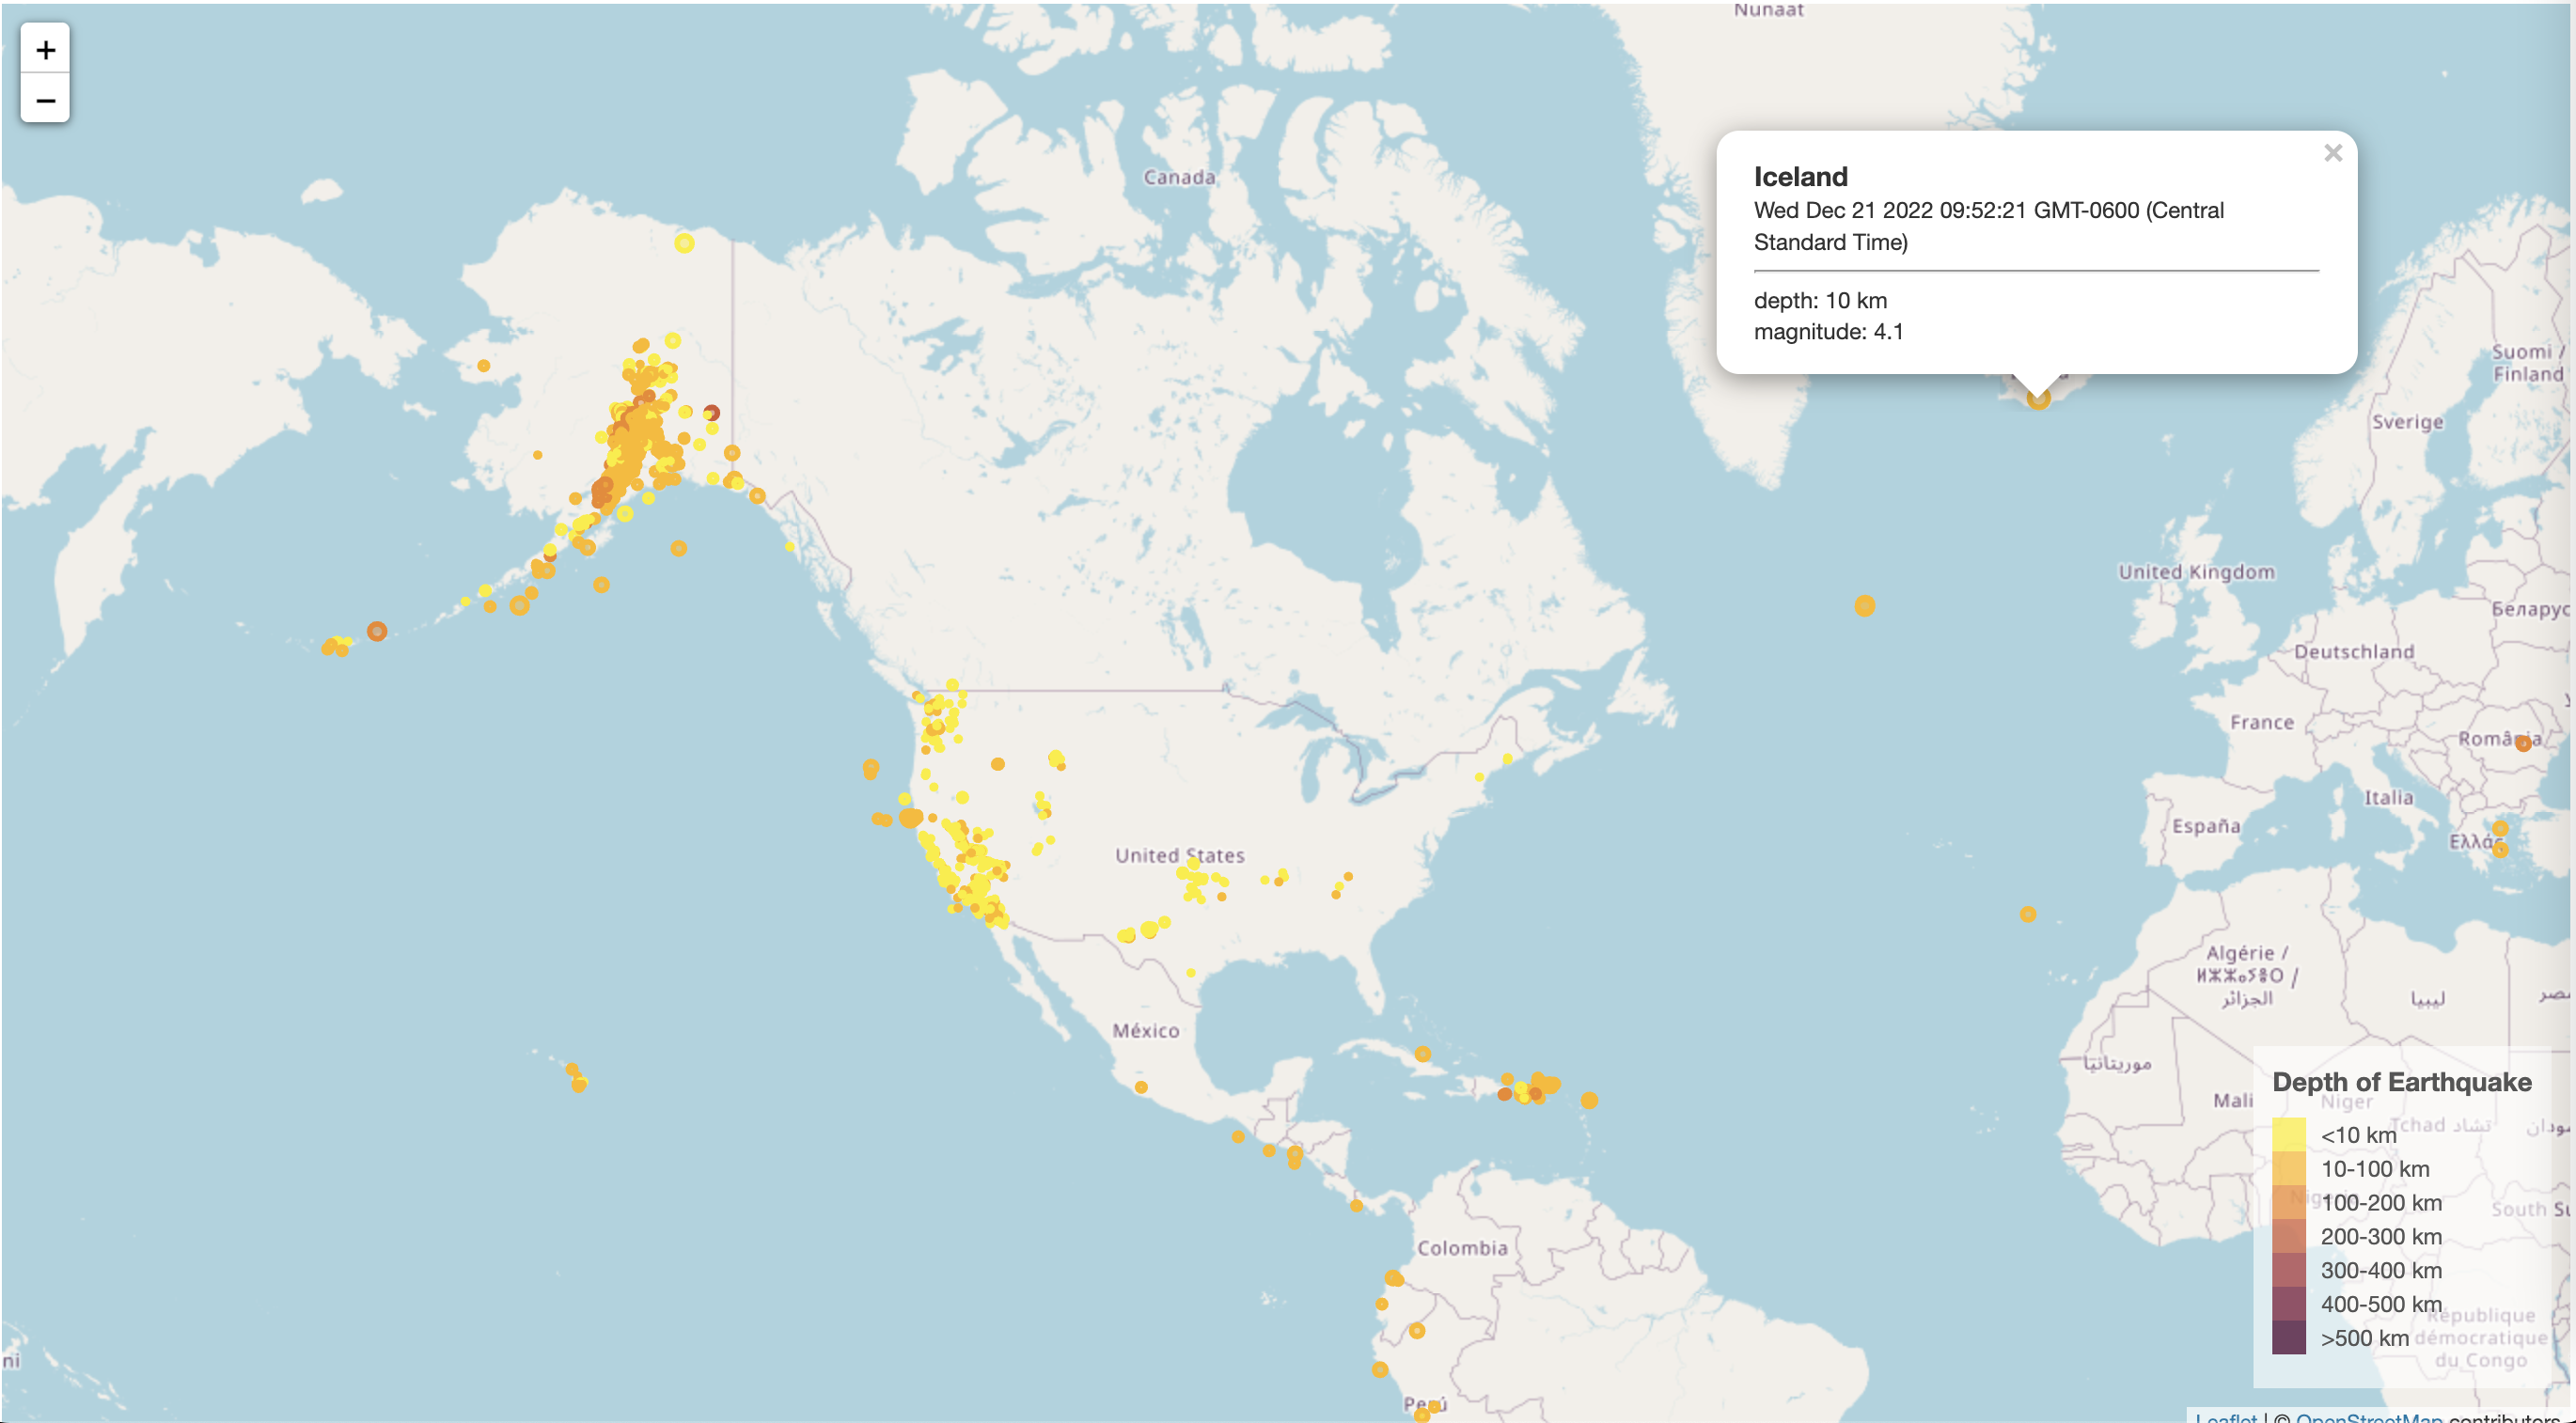 Nunaat
+
−
Canada
×
Iceland
Wed Dec 21 2022 09:52:21 GMT-0600 (Central
Standard Time)
depth: 10 km
magnitude: 4.1
Suomi /
Finland
Sverige
United Kingdom
Беларус
Deutschland
France
România
Italia
España
Ελλάς
United States
Algérie /
ⵍⵣⵣⴰⵢⴻⵔ /
الجزائر
ليبيا
مصر
México
موريتانيا
Mali
Niger
Tchad تشاد
Depth of Earthquake
<10 km
10-100 km
100-200 km
200-300 km
300-400 km
400-500 km
>500 km
South Su
Colombia
République
démocratique
du Congo
ni
Perú
Leaflet | © OpenStreetMap contributors